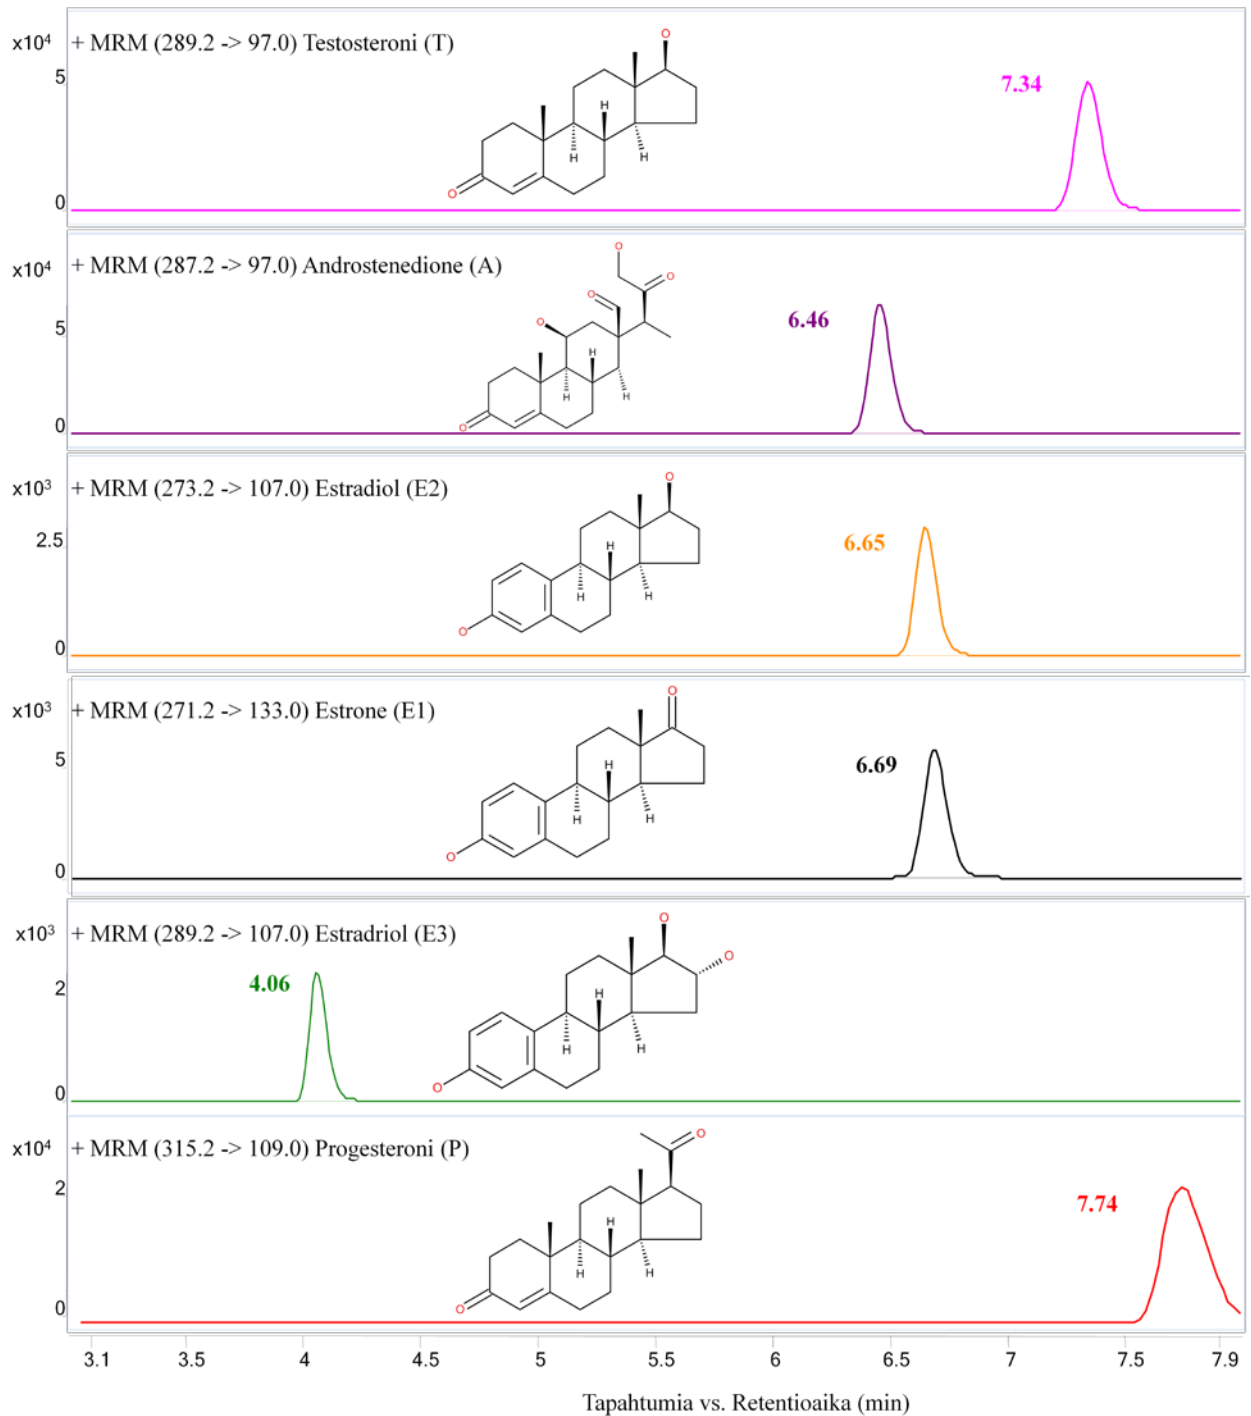 x10⁴ + MRM (289.2 -> 97.0) Testosteroni (T)
O
5
7.34
H
H
H
O
0
x10⁴ + MRM (287.2 -> 97.0) Androstenedione (A)
O
O
O
O
5
6.46
H
H
H
O
0
x10³ + MRM (273.2 -> 107.0) Estradiol (E2)
O
2.5
6.65
H
H
H
O
0
x10³ + MRM (271.2 -> 133.0) Estrone (E1)
O
5
6.69
H
H
H
O
0
x10³ + MRM (289.2 -> 107.0) Estradriol (E3)
O
O
2
4.06
H
H
H
O
0
x10⁴ + MRM (315.2 -> 109.0) Progesteroni (P)
O
2
7.74
H
H
H
O
0
3.1 3.5 4 4.5 5 5.5 6 6.5 7 7.5 7.9
Tapahtumia vs. Retentioaika (min)